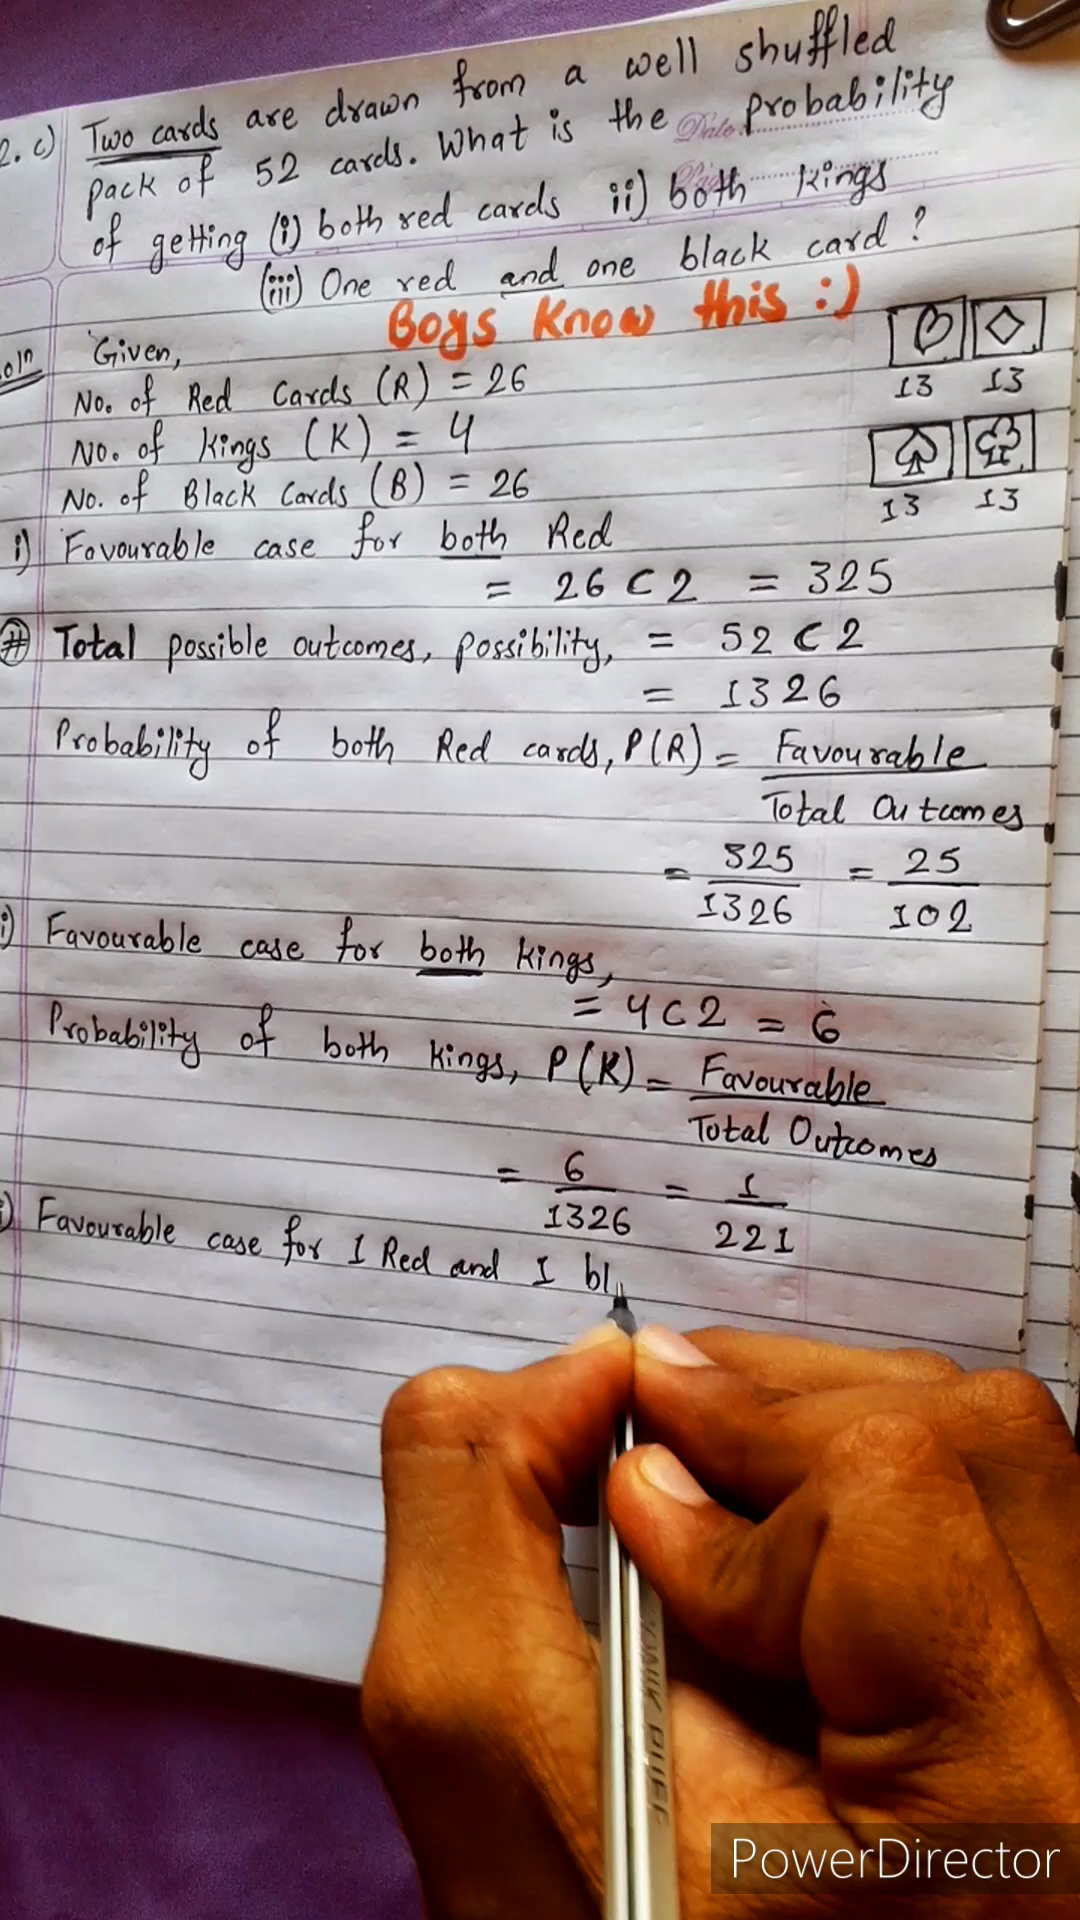 2. c) Two cards are drawn from a well shuffled
pack of 52 cards. What is the probability
Date
of getting (i) both red cards ii) both kings
(iii) One red and one black card ?
Boys Know this :)
Soln Given,
No. of Red Cards (R) = 26
13 13
No. of Kings (K) = 4
No. of Black Cards (B) = 26
13 13
i) Favourable case for both Red
= 26 C 2 = 325
# Total possible outcomes, possibility, = 52 C 2
= 1326
Probability of both Red cards, P(R) = Favourable
Total Outcomes
= 325 = 25
1326 102
i) Favourable case for both kings,
= 4C2 = 6
Probability of both kings, P(K) = Favourable
Total Outcomes
= 6 = 1
1326 221
i) Favourable case for 1 Red and 1 bl
PowerDirector